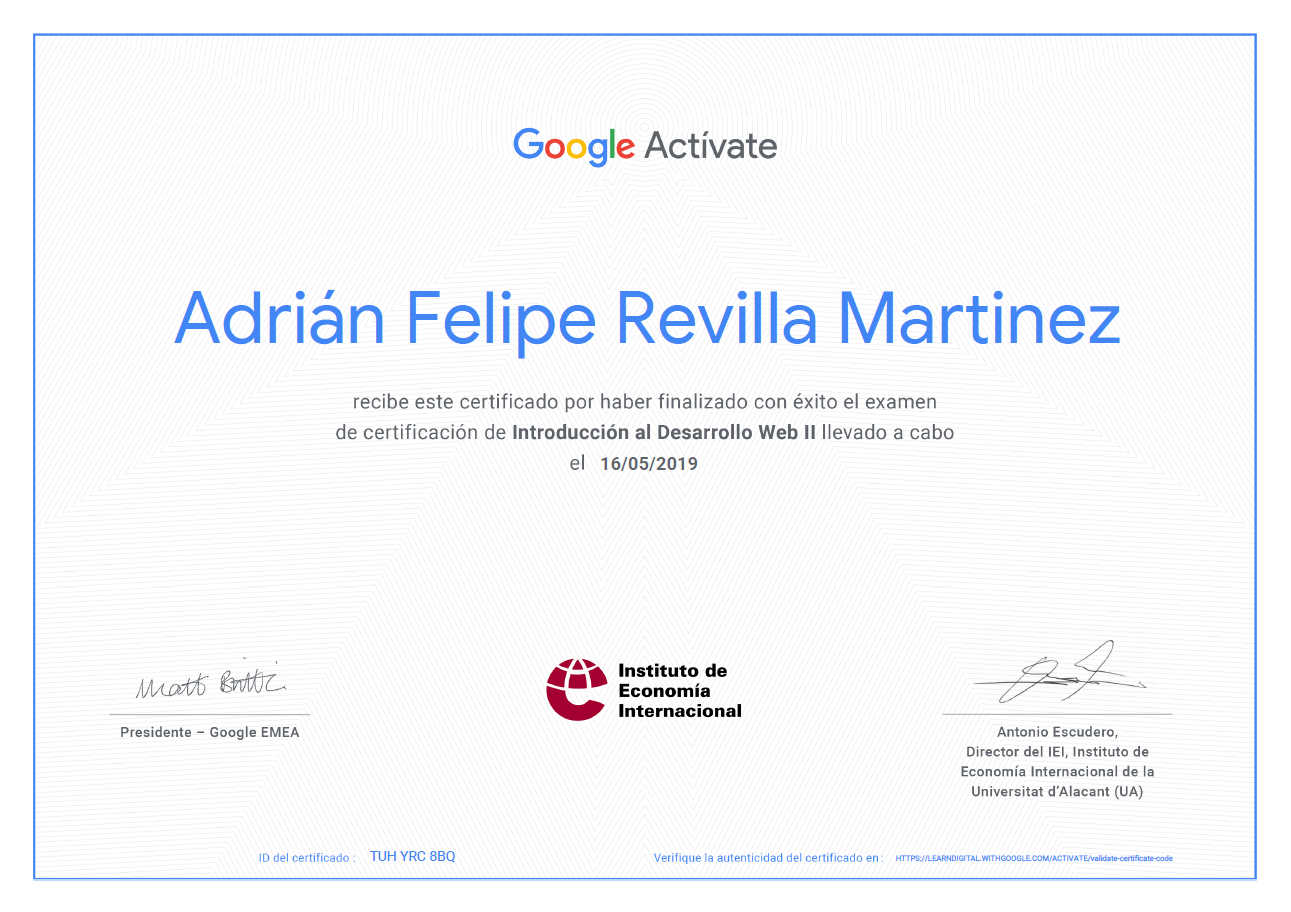 Google Actívate
Adrián Felipe Revilla Martinez
recibe este certificado por haber finalizado con éxito el examen
de certificación de Introducción al Desarrollo Web II llevado a cabo
el 16/05/2019
Matt Brittin
Presidente – Google EMEA
Instituto de
Economía
Internacional
Antonio Escudero,
Director del IEI, Instituto de
Economía Internacional de la
Universitat d’Alacant (UA)
ID del certificado : TUH YRC 8BQ
Verifique la autenticidad del certificado en : HTTPS://LEARNDIGITAL.WITHGOOGLE.COM/ACTIVATE/validate-certificate-code